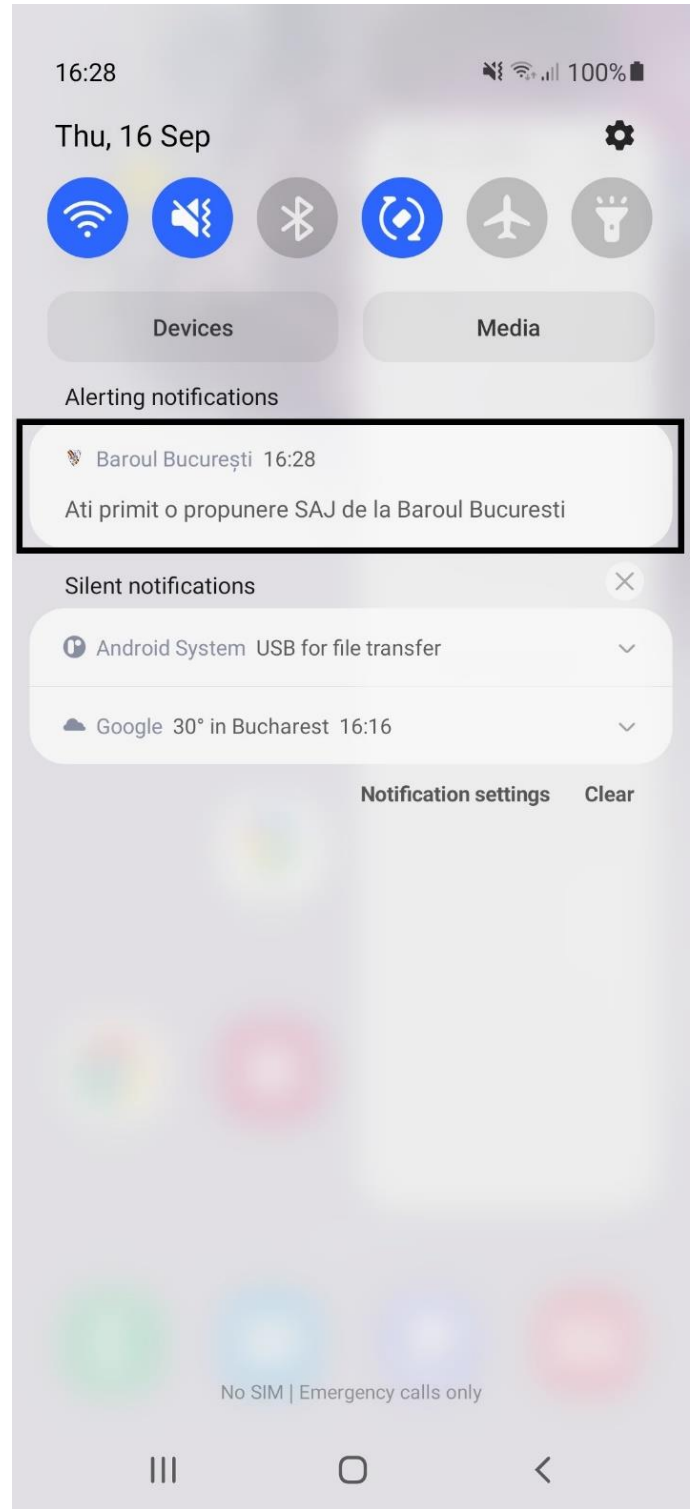 16:28 100%
Thu, 16 Sep
Devices Media
Alerting notifications
Baroul București 16:28
Ati primit o propunere SAJ de la Baroul Bucuresti
Silent notifications
Android System USB for file transfer
Google 30° in Bucharest 16:16
Notification settings Clear
No SIM | Emergency calls only